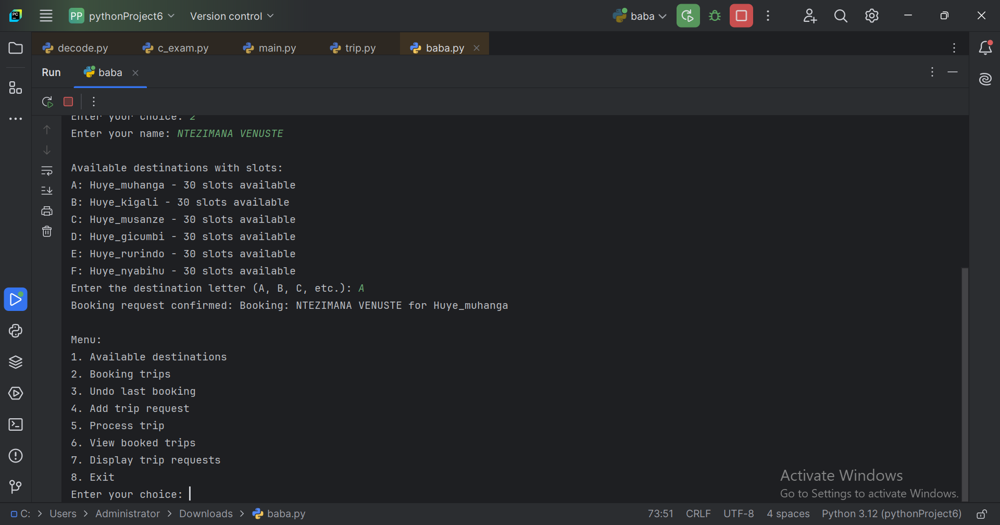 PP pythonProject6 Version control baba
decode.py c_exam.py main.py trip.py baba.py
Run baba
Enter your choice: 2
Enter your name: NTEZIMANA VENUSTE
Available destinations with slots:
A: Huye_muhanga - 30 slots available
B: Huye_kigali - 30 slots available
C: Huye_musanze - 30 slots available
D: Huye_gicumbi - 30 slots available
E: Huye_rurindo - 30 slots available
F: Huye_nyabihu - 30 slots available
Enter the destination letter (A, B, C, etc.): A
Booking request confirmed: Booking: NTEZIMANA VENUSTE for Huye_muhanga
Menu:
1. Available destinations
2. Booking trips
3. Undo last booking
4. Add trip request
5. Process trip
6. View booked trips
7. Display trip requests
8. Exit
Enter your choice:
Activate Windows
Go to Settings to activate Windows.
C: > Users > Administrator > Downloads > baba.py 73:51 CRLF UTF-8 4 spaces Python 3.12 (pythonProject6)